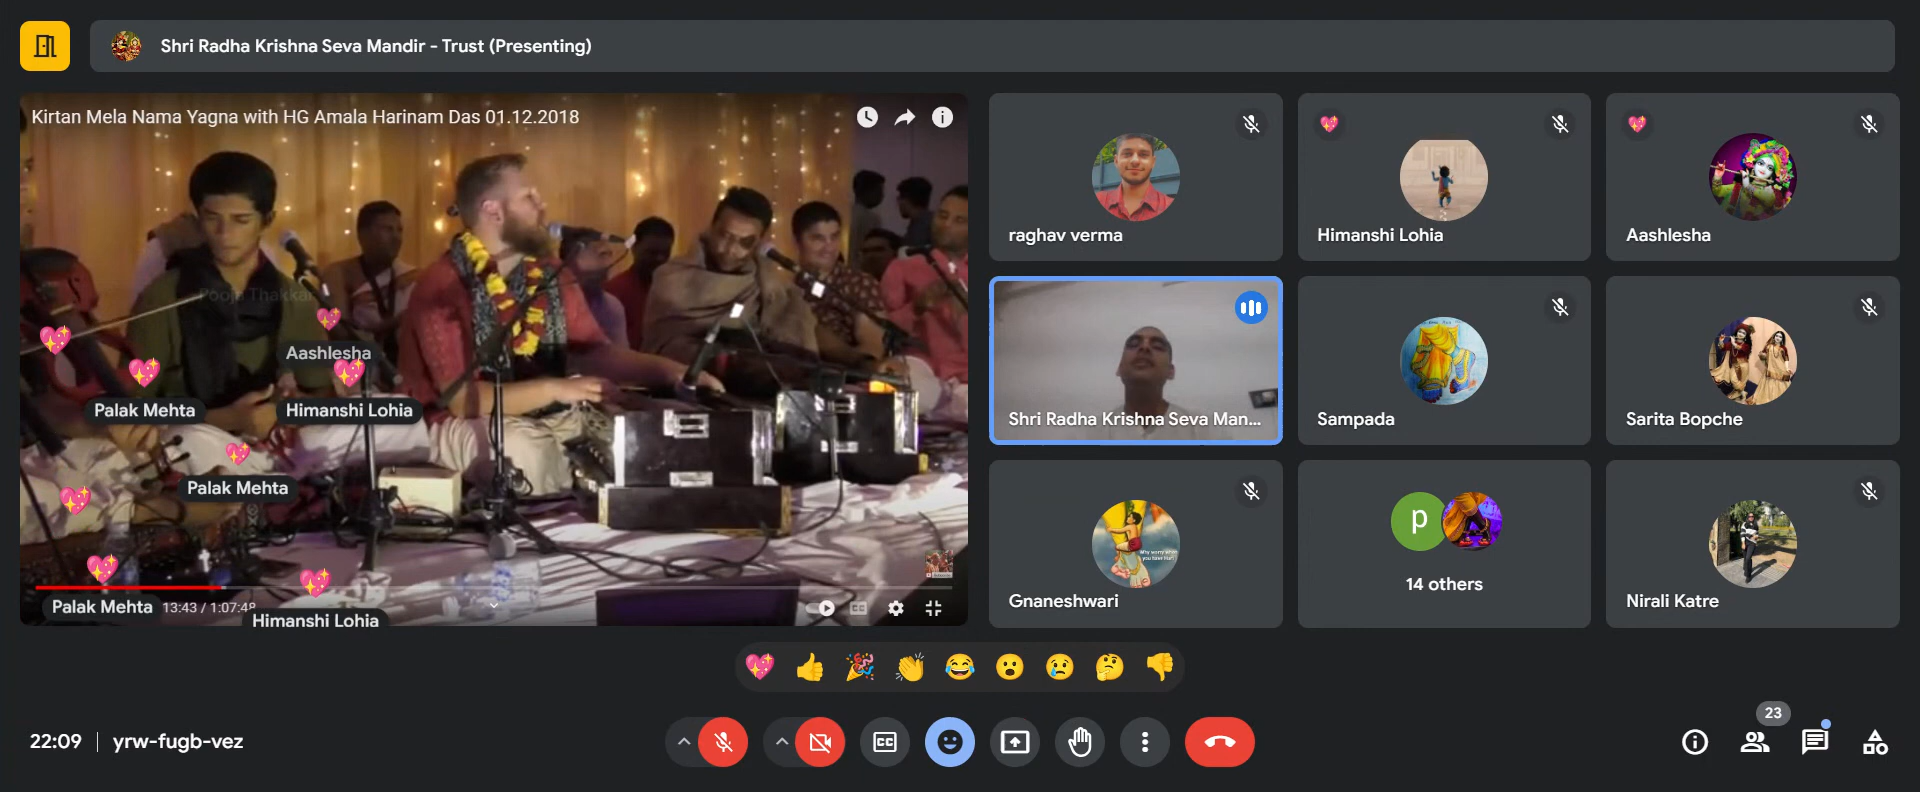 Shri Radha Krishna Seva Mandir - Trust (Presenting)
Kirtan Mela Nama Yagna with HG Amala Harinam Das 01.12.2018
Pooja Thakkar
Aashlesha
Palak Mehta
Himanshi Lohia
Palak Mehta
Palak Mehta
13:43 / 1:07:48
Himanshi Lohia
raghav verma
Himanshi Lohia
Aashlesha
Shri Radha Krishna Seva Man...
Sampada
Sarita Bopche
Gnaneshwari
p
14 others
Nirali Katre
22:09
yrw-fugb-vez
CC
23